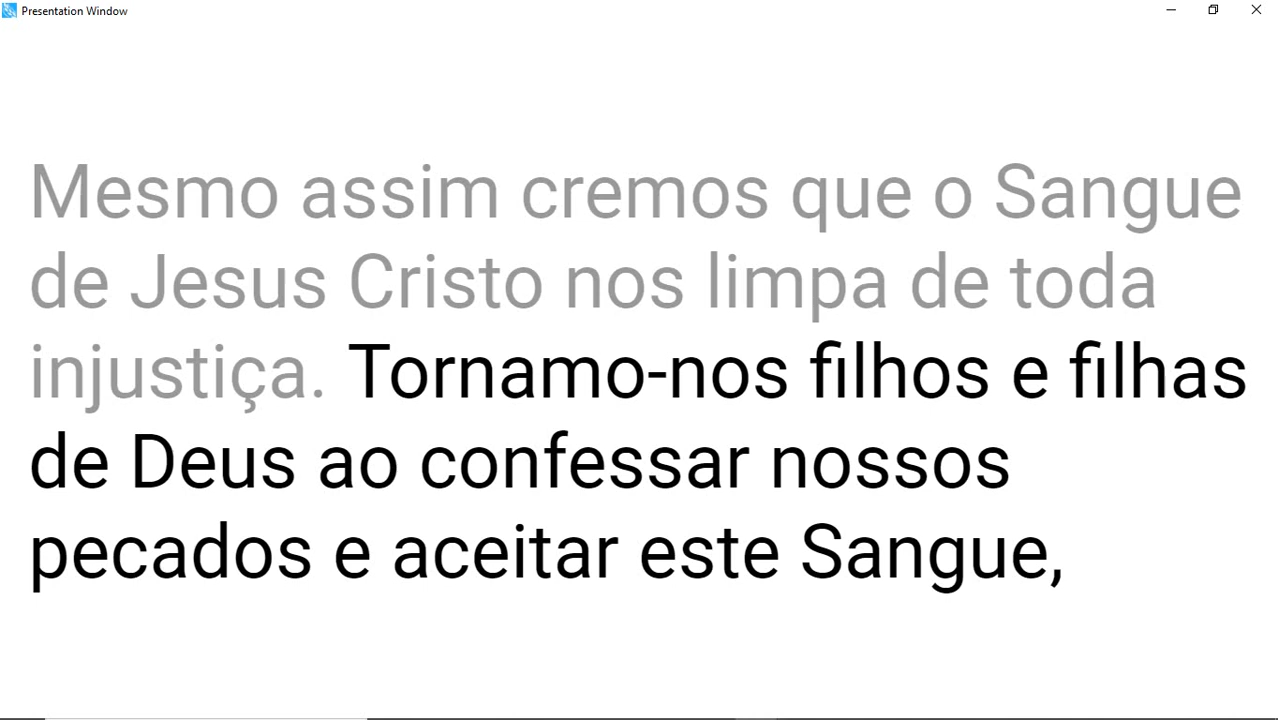 Presentation Window
Mesmo assim cremos que o Sangue
de Jesus Cristo nos limpa de toda
injustiça. Tornamo-nos filhos e filhas
de Deus ao confessar nossos
pecados e aceitar este Sangue,